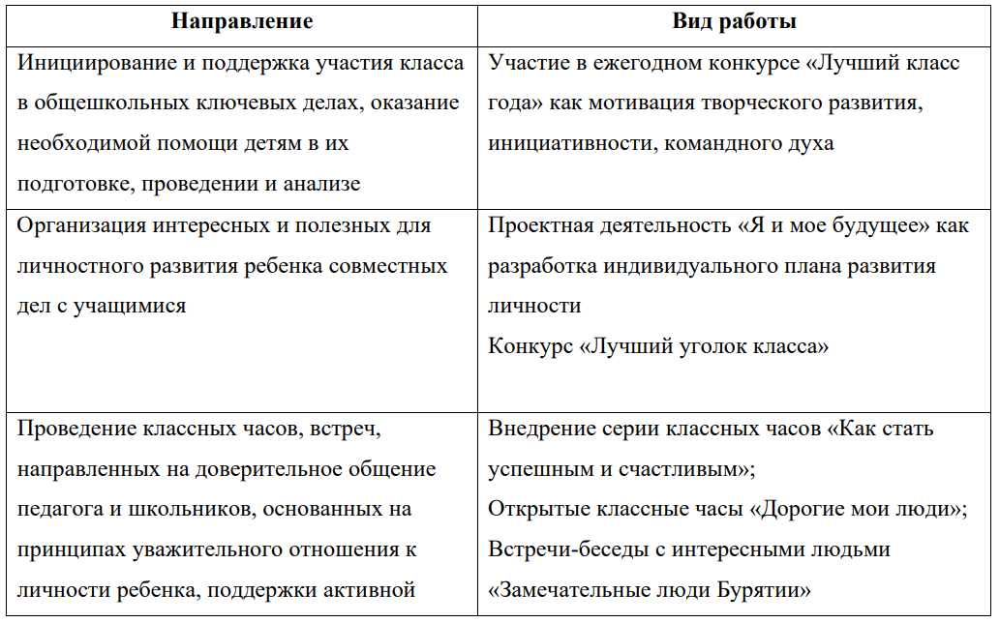 Направление
Вид работы
Инициирование и поддержка участия класса
в общешкольных ключевых делах, оказание
необходимой помощи детям в их
подготовке, проведении и анализе
Участие в ежегодном конкурсе «Лучший класс
года» как мотивация творческого развития,
инициативности, командного духа
Организация интересных и полезных для
личностного развития ребенка совместных
дел с учащимися
Проектная деятельность «Я и мое будущее» как
разработка индивидуального плана развития
личности
Конкурс «Лучший уголок класса»
Проведение классных часов, встреч,
направленных на доверительное общение
педагога и школьников, основанных на
принципах уважительного отношения к
личности ребенка, поддержки активной
Внедрение серии классных часов «Как стать
успешным и счастливым»;
Открытые классные часы «Дорогие мои люди»;
Встречи-беседы с интересными людьми
«Замечательные люди Бурятии»